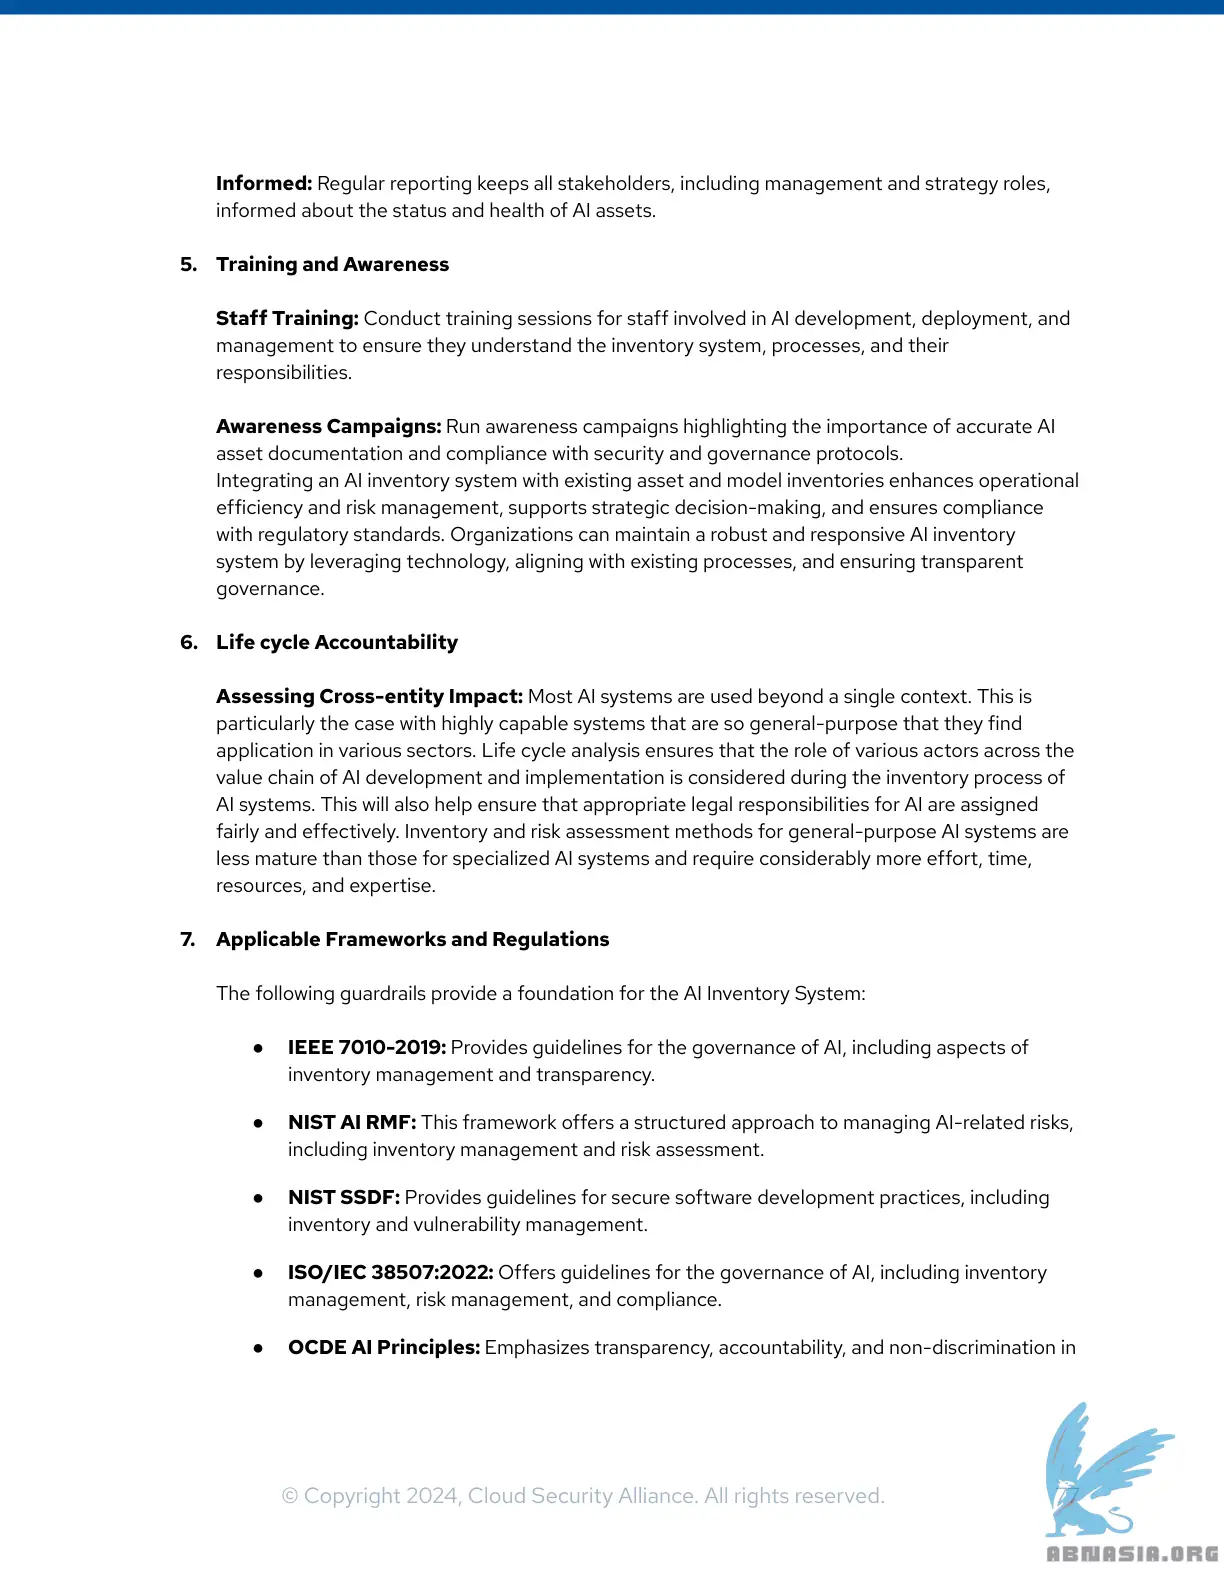 Informed: Regular reporting keeps all stakeholders, including management and strategy roles,
informed about the status and health of AI assets.
5. Training and Awareness
Staff Training: Conduct training sessions for staff involved in AI development, deployment, and
management to ensure they understand the inventory system, processes, and their
responsibilities.
Awareness Campaigns: Run awareness campaigns highlighting the importance of accurate AI
asset documentation and compliance with security and governance protocols.
Integrating an AI inventory system with existing asset and model inventories enhances operational
efficiency and risk management, supports strategic decision-making, and ensures compliance
with regulatory standards. Organizations can maintain a robust and responsive AI inventory
system by leveraging technology, aligning with existing processes, and ensuring transparent
governance.
6. Life cycle Accountability
Assessing Cross-entity Impact: Most AI systems are used beyond a single context. This is
particularly the case with highly capable systems that are so general-purpose that they find
application in various sectors. Life cycle analysis ensures that the role of various actors across the
value chain of AI development and implementation is considered during the inventory process of
AI systems. This will also help ensure that appropriate legal responsibilities for AI are assigned
fairly and effectively. Inventory and risk assessment methods for general-purpose AI systems are
less mature than those for specialized AI systems and require considerably more effort, time,
resources, and expertise.
7. Applicable Frameworks and Regulations
The following guardrails provide a foundation for the AI Inventory System:
● IEEE 7010-2019: Provides guidelines for the governance of AI, including aspects of
inventory management and transparency.
● NIST AI RMF: This framework offers a structured approach to managing AI-related risks,
including inventory management and risk assessment.
● NIST SSDF: Provides guidelines for secure software development practices, including
inventory and vulnerability management.
● ISO/IEC 38507:2022: Offers guidelines for the governance of AI, including inventory
management, risk management, and compliance.
● OCDE AI Principles: Emphasizes transparency, accountability, and non-discrimination in
© Copyright 2024, Cloud Security Alliance. All rights reserved.
ABNASIA.ORG